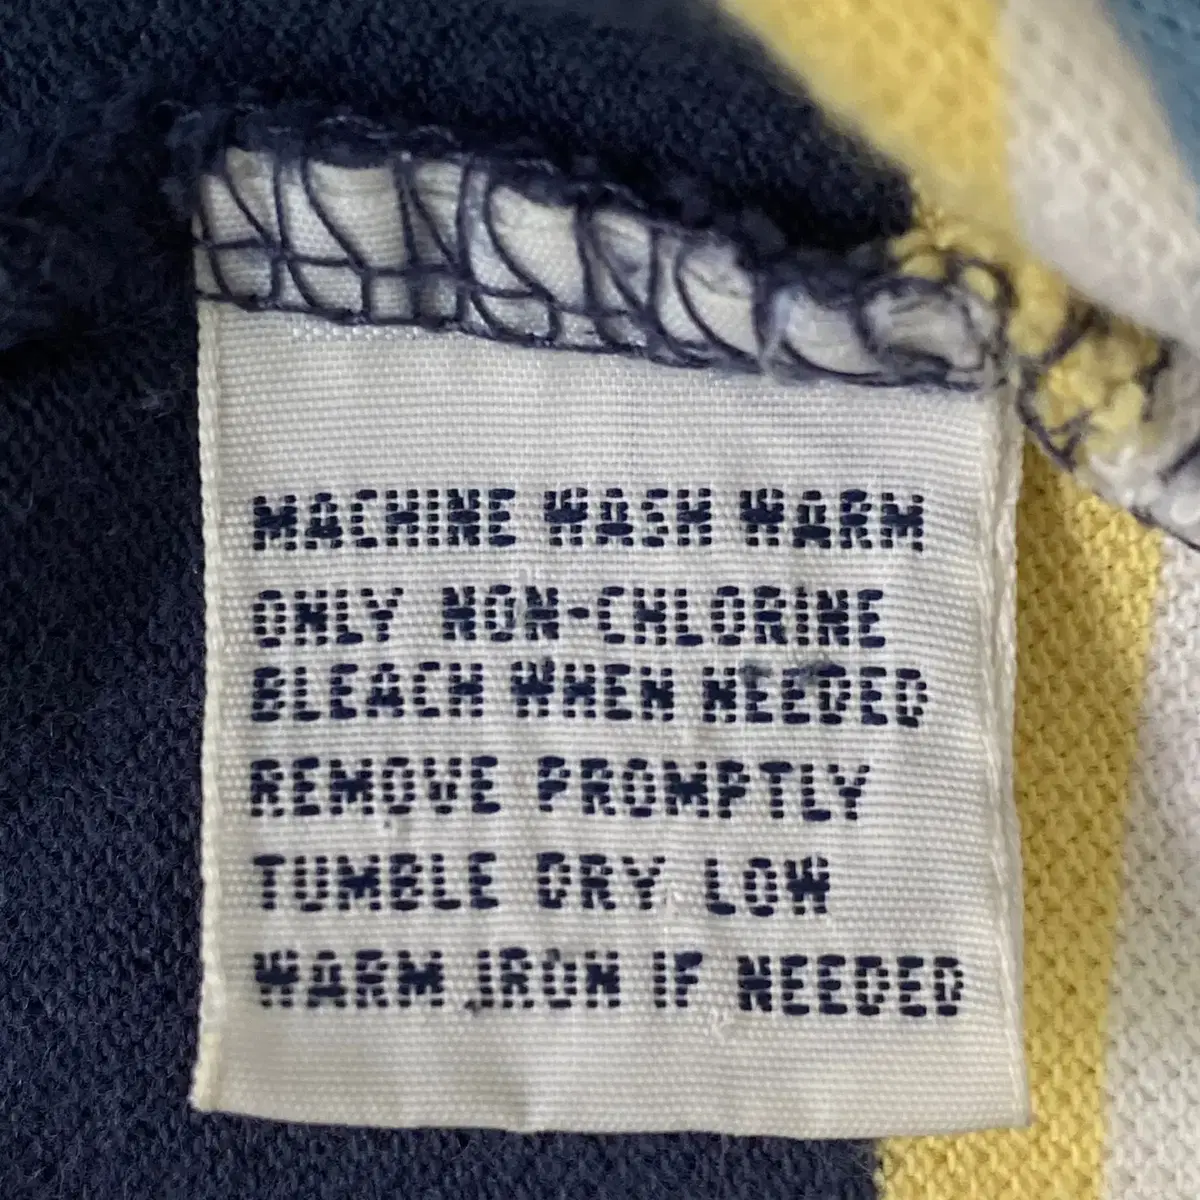 MACHINE WASH WARM
ONLY NON-CHLORINE
BLEACH WHEN NEEDED
REMOVE PROMPTLY
TUMBLE DRY LOW
WARM IRON IF NEEDED